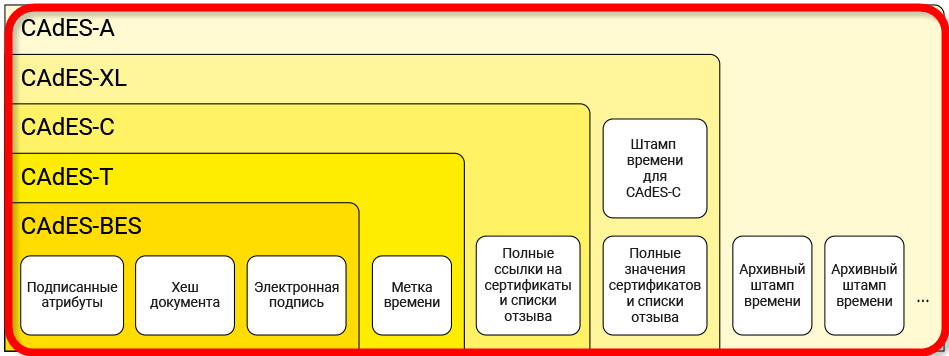 CAdES-A
CAdES-XL
CAdES-C
CAdES-T
CAdES-BES
Подписанные
атрибуты
Хеш
документа
Электронная
подпись
Метка
времени
Полные
ссылки на
сертификаты
и списки
отзыва
Штамп
времени
для
CAdES-C
Полные
значения
сертификатов
и списки
отзыва
Архивный
штамп
времени
Архивный
штамп
времени
...